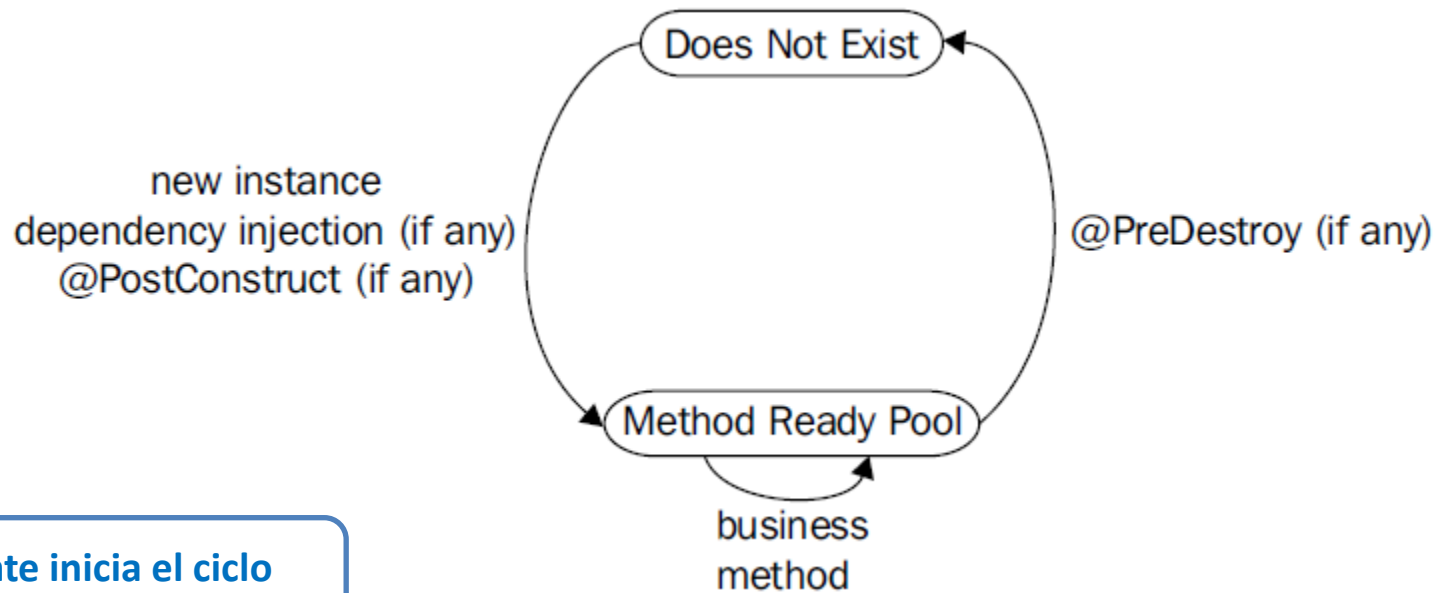 Does Not Exist
new instance
dependency injection (if any)
@PostConstruct (if any)
@PreDestroy (if any)
Method Ready Pool
business
method
inicia el ciclo